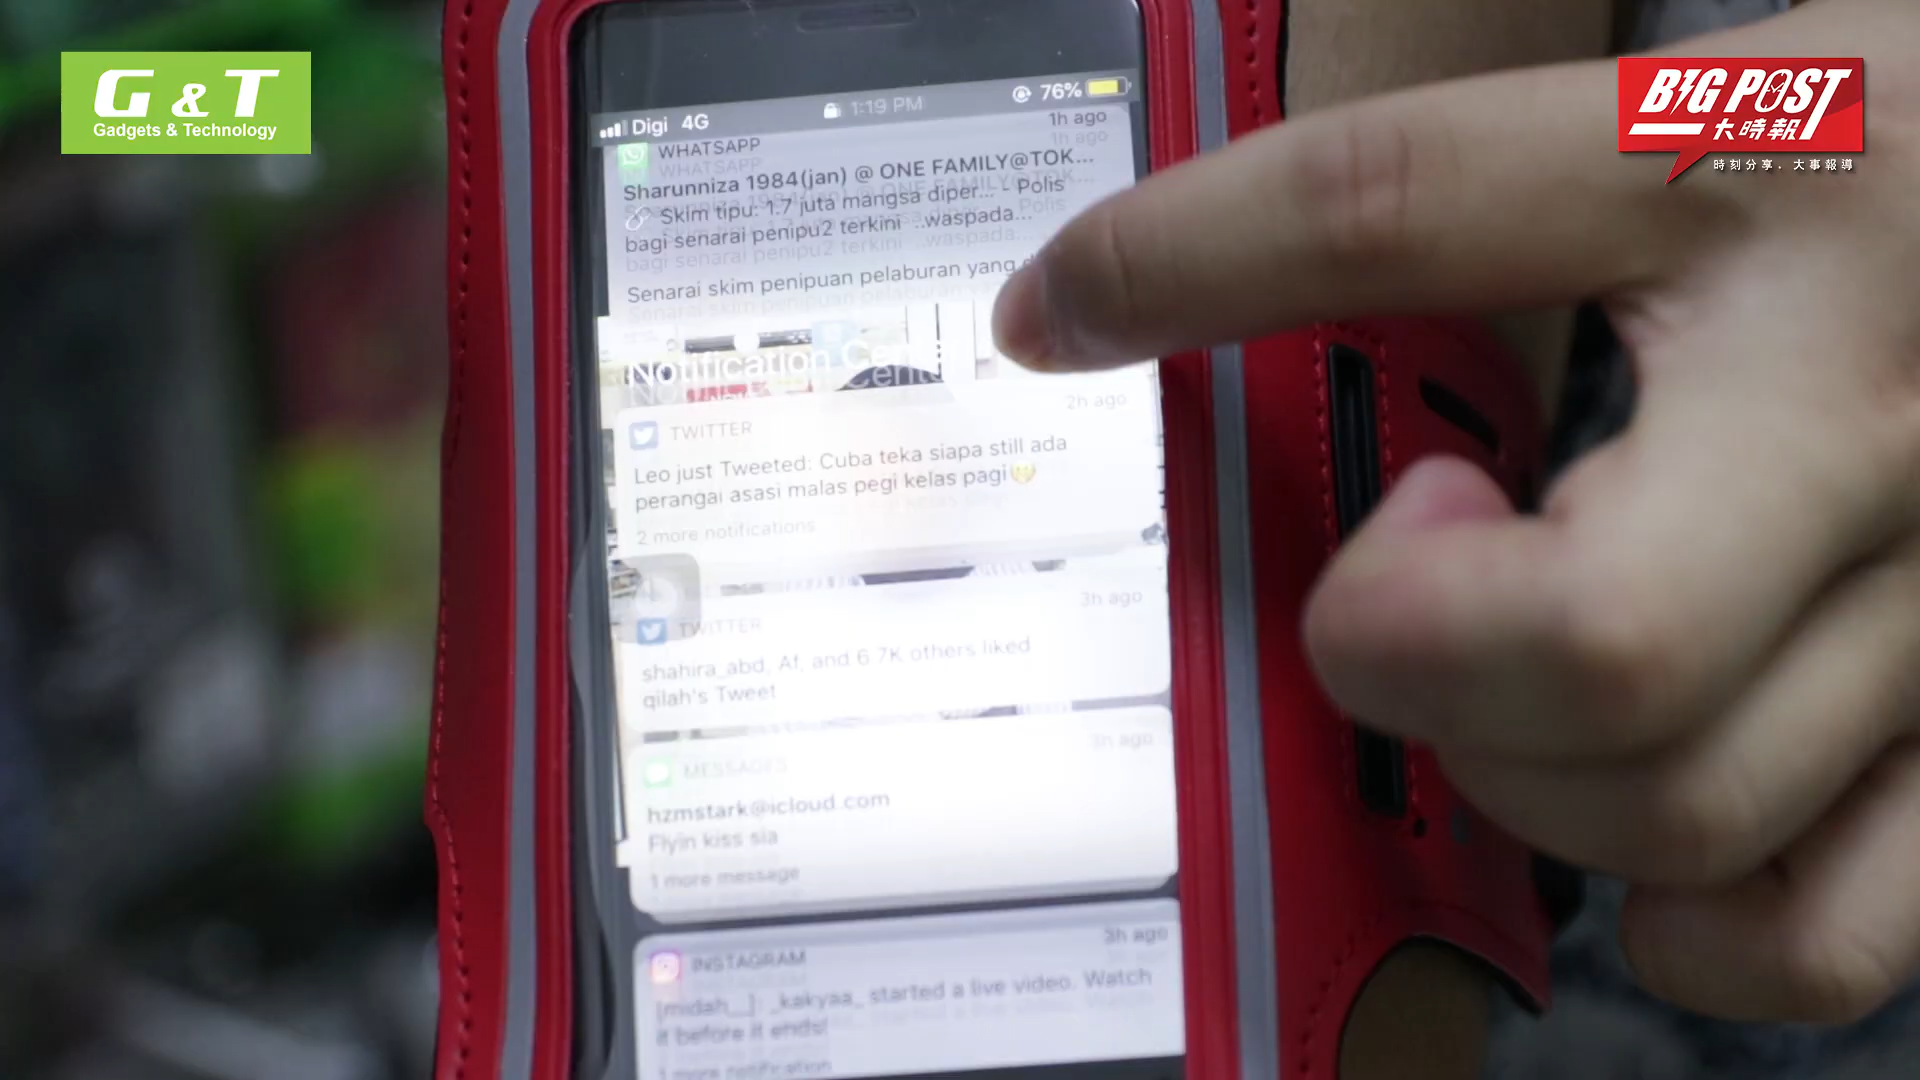 G & T
Gadgets & Technology
BIG POST
大時報
時刻分享．大事報導
Digi 4G
1:19 PM
76%
WHATSAPP
1h ago
Sharunniza 1984(jan) @ ONE FAMILY@TOK...
Skim tipu: 1.7 juta mangsa diper... - Polis
bagi senarai penipu2 terkini ..waspada...
Senarai skim penipuan pelaburan yang
Notification Center
TWITTER
2h ago
Leo just Tweeted: Cuba teka siapa still ada
perangai asasi malas pegi kelas pagi
2 more notifications
TWITTER
3h ago
shahira_abd, Af, and 6.7K others liked
qilah's Tweet
MESSAGES
3h ago
hzmstark@icloud.com
Flyin kiss sia
1 more message
INSTAGRAM
3h ago
[midah__]: _kakyaa_ started a live video. Watch
it before it ends!
1 more notification